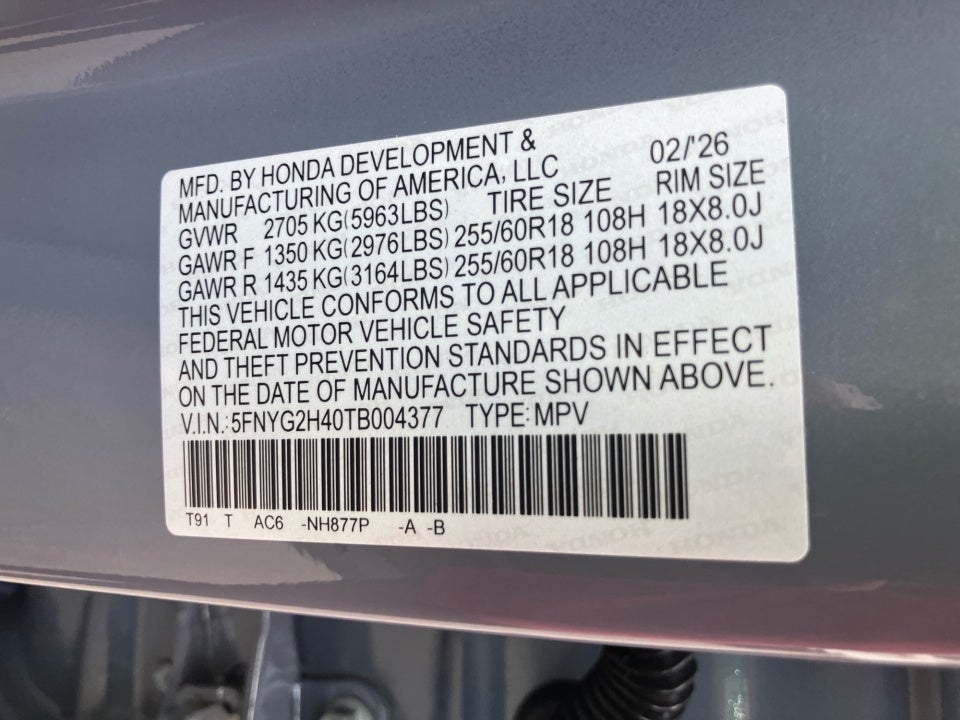 MFD. BY HONDA DEVELOPMENT & 02/'26
MANUFACTURING OF AMERICA, LLC
GVWR 2705 KG(5963LBS) TIRE SIZE RIM SIZE
GAWR F 1350 KG(2976LBS) 255/60R18 108H 18X8.0J
GAWR R 1435 KG(3164LBS) 255/60R18 108H 18X8.0J
THIS VEHICLE CONFORMS TO ALL APPLICABLE
FEDERAL MOTOR VEHICLE SAFETY
AND THEFT PREVENTION STANDARDS IN EFFECT
ON THE DATE OF MANUFACTURE SHOWN ABOVE.
V.I.N.: 5FNYG2H40TB004377 TYPE: MPV
T91 T AC6 -NH877P -A -B